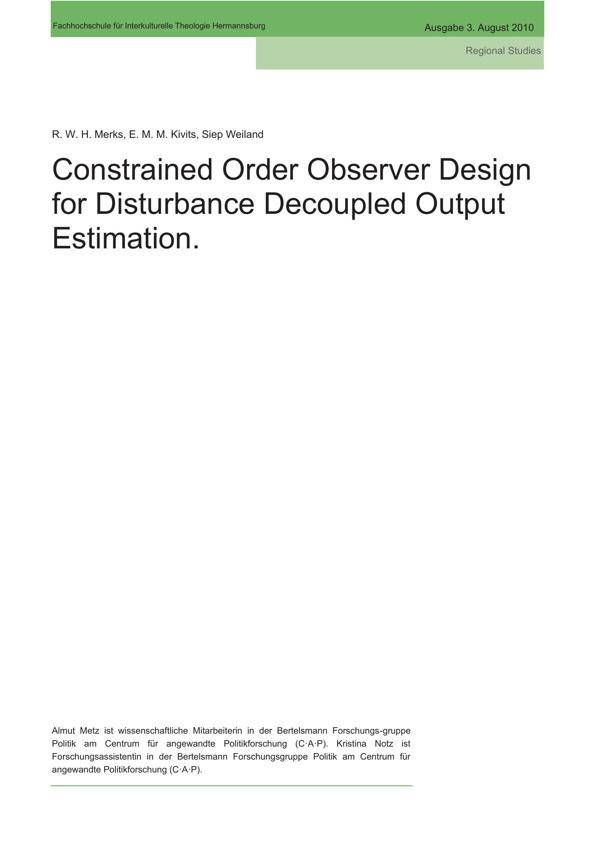 Fachhochschule für Interkulturelle Theologie Hermannsburg
Ausgabe 3. August 2010
Regional Studies
R. W. H. Merks, E. M. M. Kivits, Siep Weiland
Constrained Order Observer Design
for Disturbance Decoupled Output
Estimation.
Almut Metz ist wissenschaftliche Mitarbeiterin in der Bertelsmann Forschungs-gruppe
Politik am Centrum für angewandte Politikforschung (C·A·P). Kristina Notz ist
Forschungsassistentin in der Bertelsmann Forschungsgruppe Politik am Centrum für
angewandte Politikforschung (C·A·P).